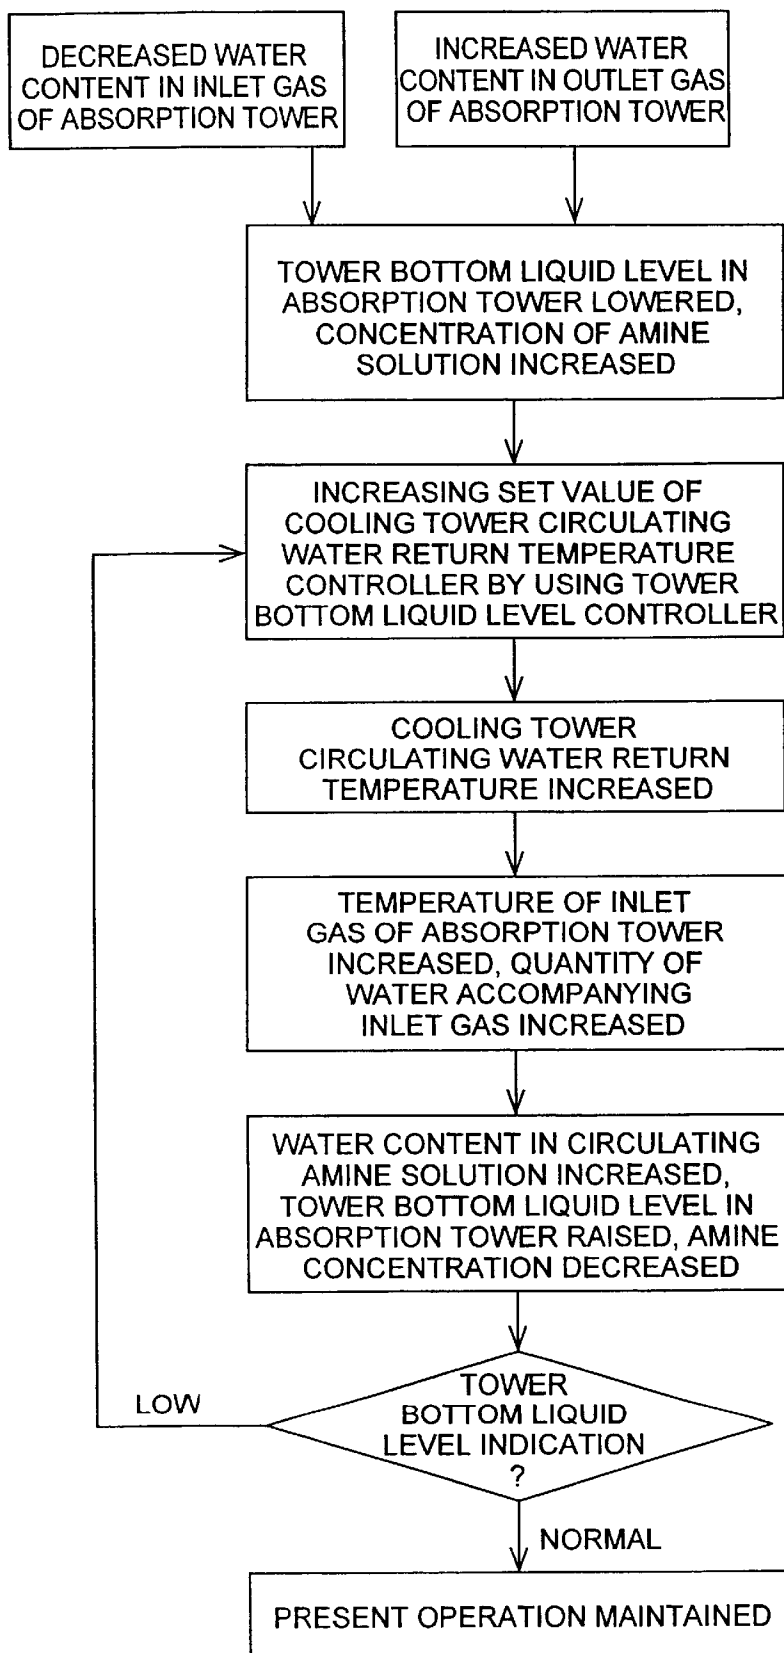 DECREASED WATER
CONTENT IN INLET GAS
OF ABSORPTION TOWER
INCREASED WATER
CONTENT IN OUTLET GAS
OF ABSORPTION TOWER
TOWER BOTTOM LIQUID LEVEL IN
ABSORPTION TOWER LOWERED,
CONCENTRATION OF AMINE
SOLUTION INCREASED
INCREASING SET VALUE OF
COOLING TOWER CIRCULATING
WATER RETURN TEMPERATURE
CONTROLLER BY USING TOWER
BOTTOM LIQUID LEVEL CONTROLLER
COOLING TOWER
CIRCULATING WATER RETURN
TEMPERATURE INCREASED
TEMPERATURE OF INLET
GAS OF ABSORPTION TOWER
INCREASED, QUANTITY OF
WATER ACCOMPANYING
INLET GAS INCREASED
WATER CONTENT IN CIRCULATING
AMINE SOLUTION INCREASED,
TOWER BOTTOM LIQUID LEVEL IN
ABSORPTION TOWER RAISED, AMINE
CONCENTRATION DECREASED
TOWER
BOTTOM LIQUID
LEVEL INDICATION
?
LOW
NORMAL
PRESENT OPERATION MAINTAINED